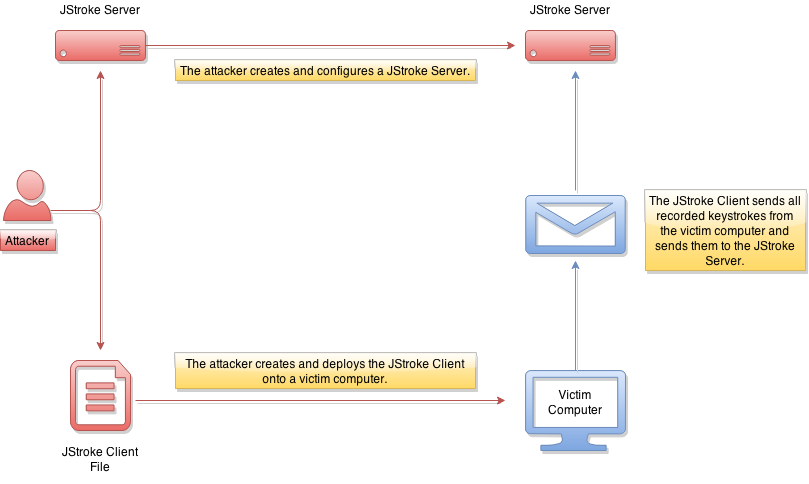 JStroke Server
JStroke Server
The attacker creates and configures a JStroke Server.
The JStroke Client sends all
recorded keystrokes from
the victim computer and
sends them to the JStroke
Server.
Attacker
The attacker creates and deploys the JStroke Client
onto a victim computer.
Victim
Computer
JStroke Client
File